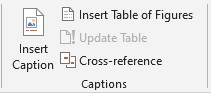 Insert
Caption
Insert Table of Figures
Update Table
Cross-reference
Captions